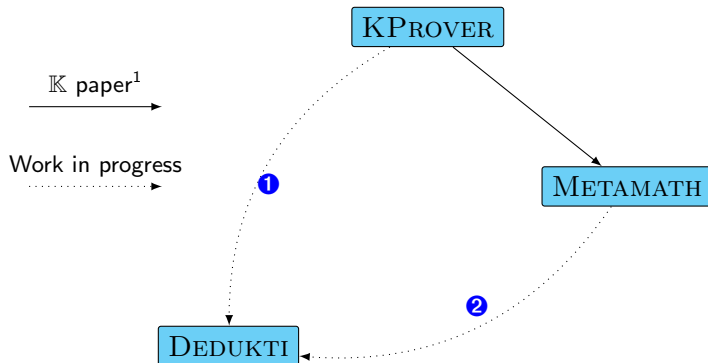 KPROVER
𝕂 paper¹
Work in progress
❶
METAMATH
❷
DEDUKTI